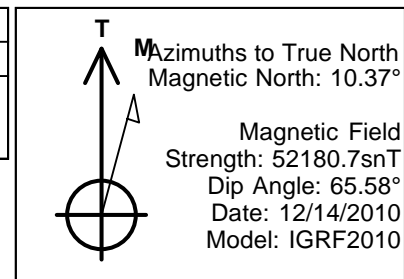 T
M
Azimuths to True North
Magnetic North: 10.37°
Magnetic Field
Strength: 52180.7snT
Dip Angle: 65.58°
Date: 12/14/2010
Model: IGRF2010